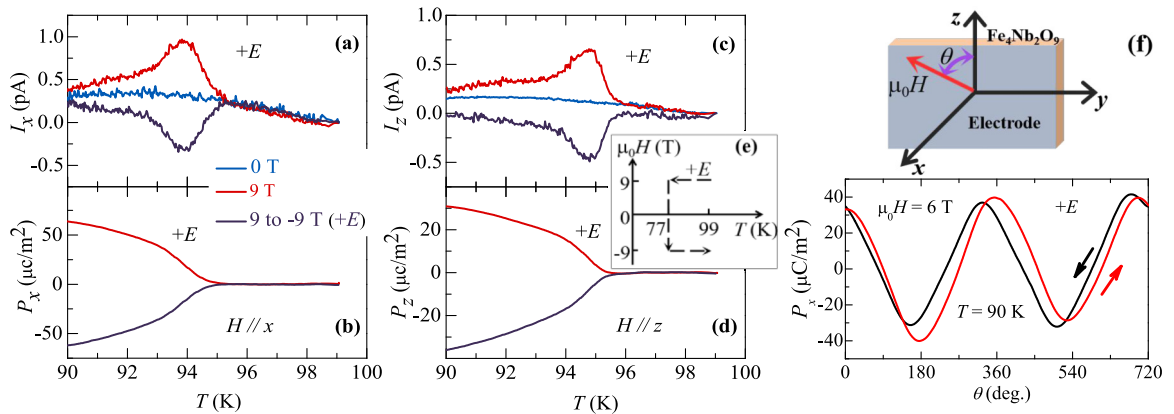 (a)
+E
I_x (pA)
1.0
0.5
0.0
-0.5
0 T
9 T
9 to -9 T (+E)
+E
P_x (μc/m²)
50
0
-50
H // x
(b)
90 92 94 96 98 100
T (K)
(c)
+E
I_z (pA)
1.0
0.5
0.0
-0.5
(e)
μ₀H (T)
+E
9
0
77 99 T (K)
-9
+E
P_z (μc/m²)
20
0
-20
H // z
(d)
90 92 94 96 98 100
T (K)
z
Fe₄Nb₂O₉
(f)
θ
μ₀H
y
Electrode
x
P_x (μC/m²)
40
20
0
-20
-40
μ₀H = 6 T
+E
T = 90 K
0 180 360 540 720
θ (deg.)